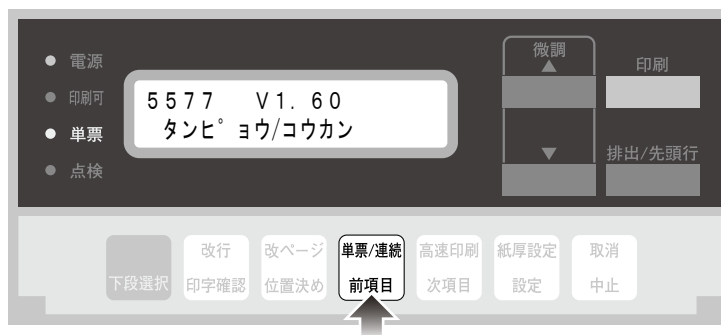 電源
印刷可
単票
点検
5577 V1. 60
タンピョウ/コウカン
微調
▲
▼
印刷
排出/先頭行
下段選択
改行
印字確認
改ページ
位置決め
単票/連続
前項目
高速印刷
次項目
紙厚設定
設定
取消
中止